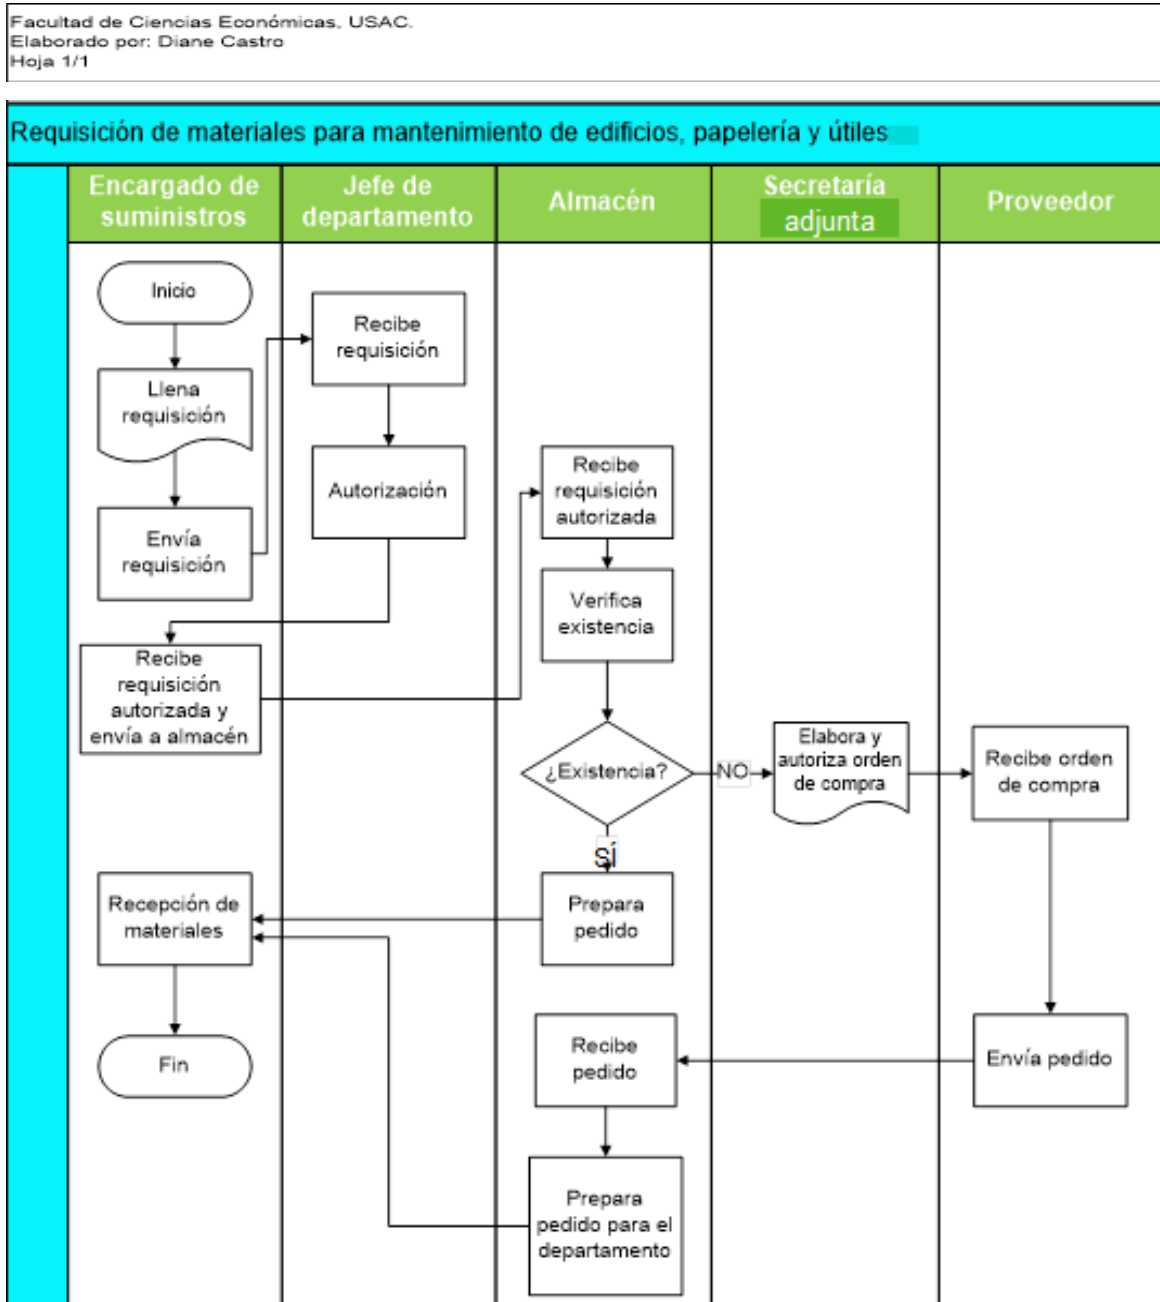 Facultad de Ciencias Económicas, USAC.
Elaborado por: Diane Castro
Hoja 1/1
Requisición de materiales para mantenimiento de edificios, papelería y útiles
Encargado de
suministros
Jefe de
departamento
Almacén
Secretaría
adjunta
Proveedor
Inicio
Llena
requisición
Envía
requisición
Recibe
requisición
Autorización
Recibe
requisición
autorizada y
envía a almacén
Recibe
requisición
autorizada
Verifica
existencia
¿Existencia?
NO
Elabora y
autoriza orden
de compra
Recibe orden
de compra
SÍ
Prepara
pedido
Recepción de
materiales
Fin
Envía pedido
Recibe
pedido
Prepara
pedido para el
departamento